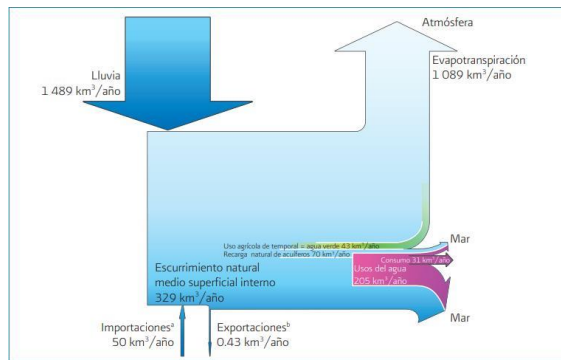 Atmósfera
Lluvia
1 489 km³/año
Evapotranspiración
1 089 km³/año
Uso agrícola de temporal = agua verde 43 km³/año
Recarga natural de acuíferos 70 km³/año
Mar
Consumo 31 km³/año
Usos del agua
205 km³/año
Escurrimiento natural
medio superficial interno
329 km³/año
Mar
Importacionesᵃ
50 km³/año
Exportacionesᵇ
0.43 km³/año